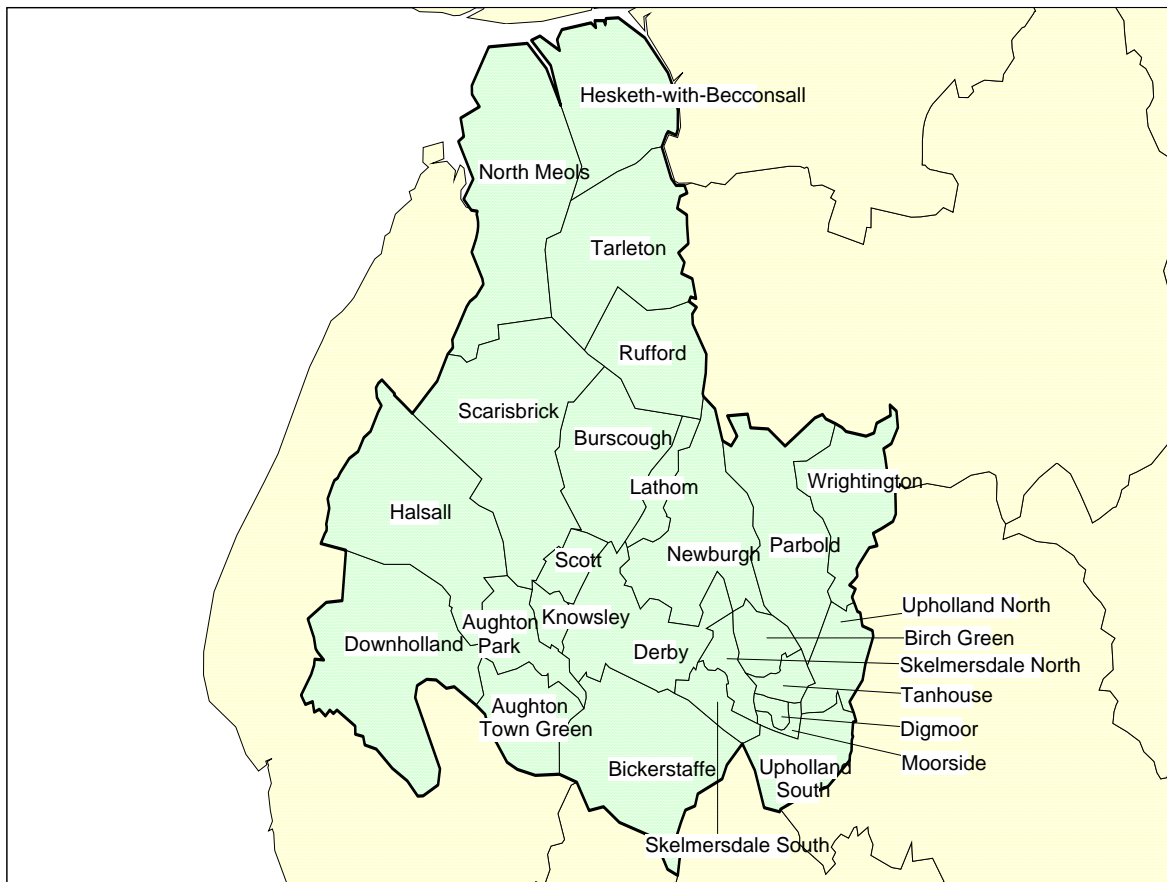 Hesketh-with-Becconsall
North Meols
Tarleton
Rufford
Scarisbrick
Burscough
Wrightington
Lathom
Halsall
Parbold
Newburgh
Scott
Upholland North
Knowsley
Aughton
Park
Birch Green
Downholland
Derby
Skelmersdale North
Tanhouse
Aughton
Town Green
Digmoor
Moorside
Bickerstaffe
Upholland
South
Skelmersdale South